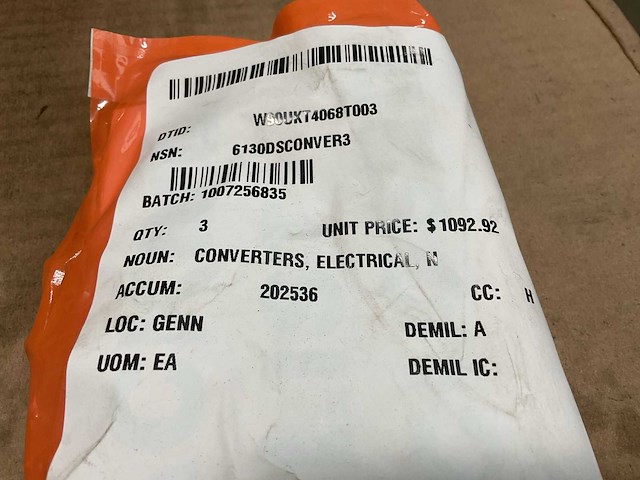 DTID: W90UXT4068T003
NSN: 6130DSCONVER3
BATCH: 1007256835
QTY: 3 UNIT PRICE: $1092.92
NOUN: CONVERTERS, ELECTRICAL, N
ACCUM: 202536 CC: H
LOC: GENN DEMIL: A
UOM: EA DEMIL IC: